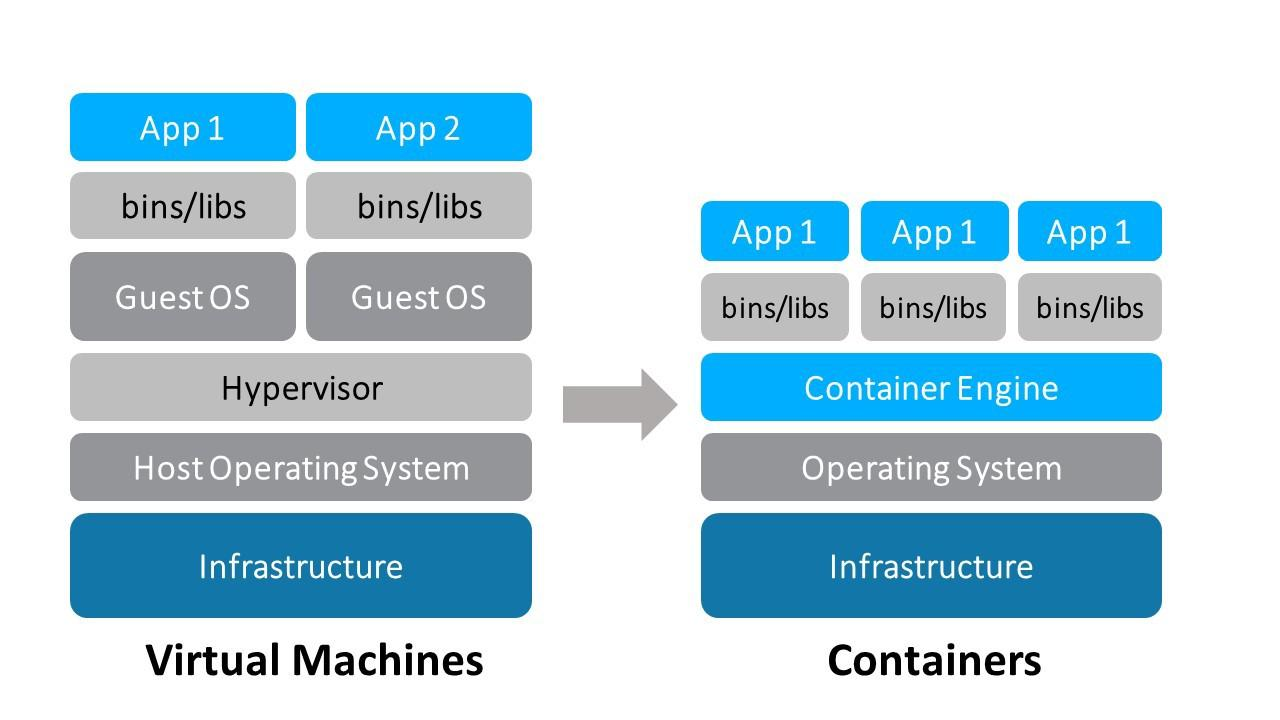 App 1
App 2
bins/libs
bins/libs
Guest OS
Guest OS
Hypervisor
Host Operating System
Infrastructure
Virtual Machines
App 1
App 1
App 1
bins/libs
bins/libs
bins/libs
Container Engine
Operating System
Infrastructure
Containers